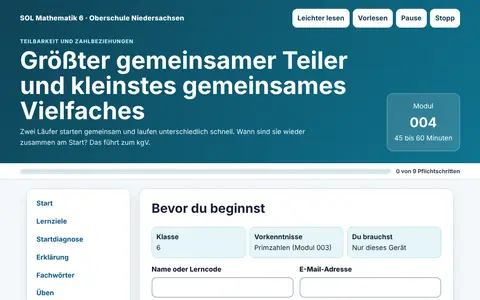 SOL Mathematik 6 · Oberschule Niedersachsen
Leichter lesen
Vorlesen
Pause
Stopp
TEILBARKEIT UND ZAHLBEZIEHUNGEN
Größter gemeinsamer Teiler
und kleinstes gemeinsames
Vielfaches
Zwei Läufer starten gemeinsam und laufen unterschiedlich schnell. Wann sind sie wieder
zusammen am Start? Das führt zum kgV.
Modul
004
45 bis 60 Minuten
0 von 9 Pflichtschritten
Start
Lernziele
Startdiagnose
Erklärung
Fachwörter
Üben
Bevor du beginnst
Klasse
6
Vorkenntnisse
Primzahlen (Modul 003)
Du brauchst
Nur dieses Gerät
Name oder Lerncode
E-Mail-Adresse